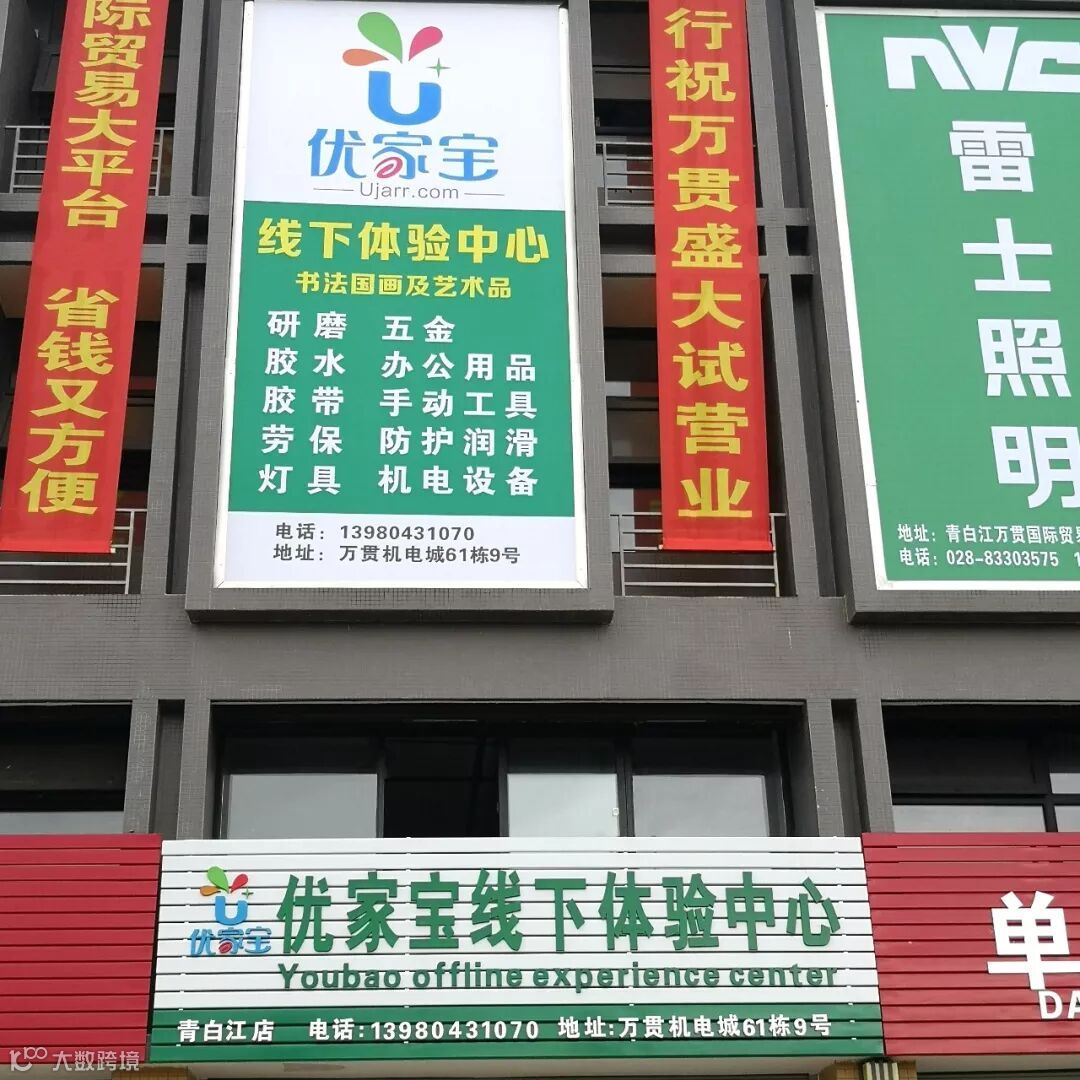 际贸易大平台 省钱又方便
U
优家宝
Ujarr.com
线下体验中心
书法国画及艺术品
研磨 五金
胶水 办公用品
胶带 手动工具
劳保 防护润滑
灯具 机电设备
电话：13980431070
地址：万贯机电城61栋9号
行祝万贯盛大试营业
NVC
雷士照明
地址：青白江万贯国际贸易
电话：028-83303575 1
U
优家宝
优家宝线下体验中心
Youbao offline experience center
青白江店 电话:13980431070 地址:万贯机电城61栋9号
单
DA
大数跨境